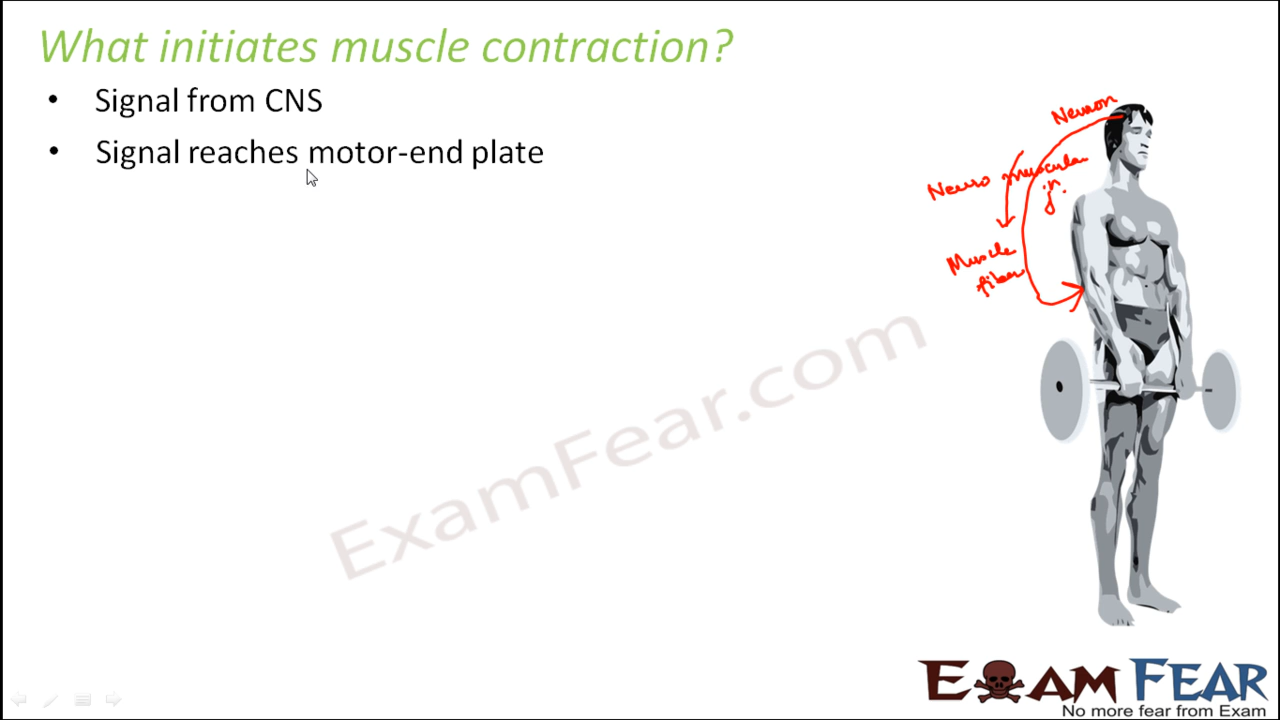 What initiates muscle contraction?
• Signal from CNS
• Signal reaches motor-end plate
Neuron
Neuro muscular
jn.
Muscle
fiber
ExamFear.com
EXAM FEAR
No more fear from Exam